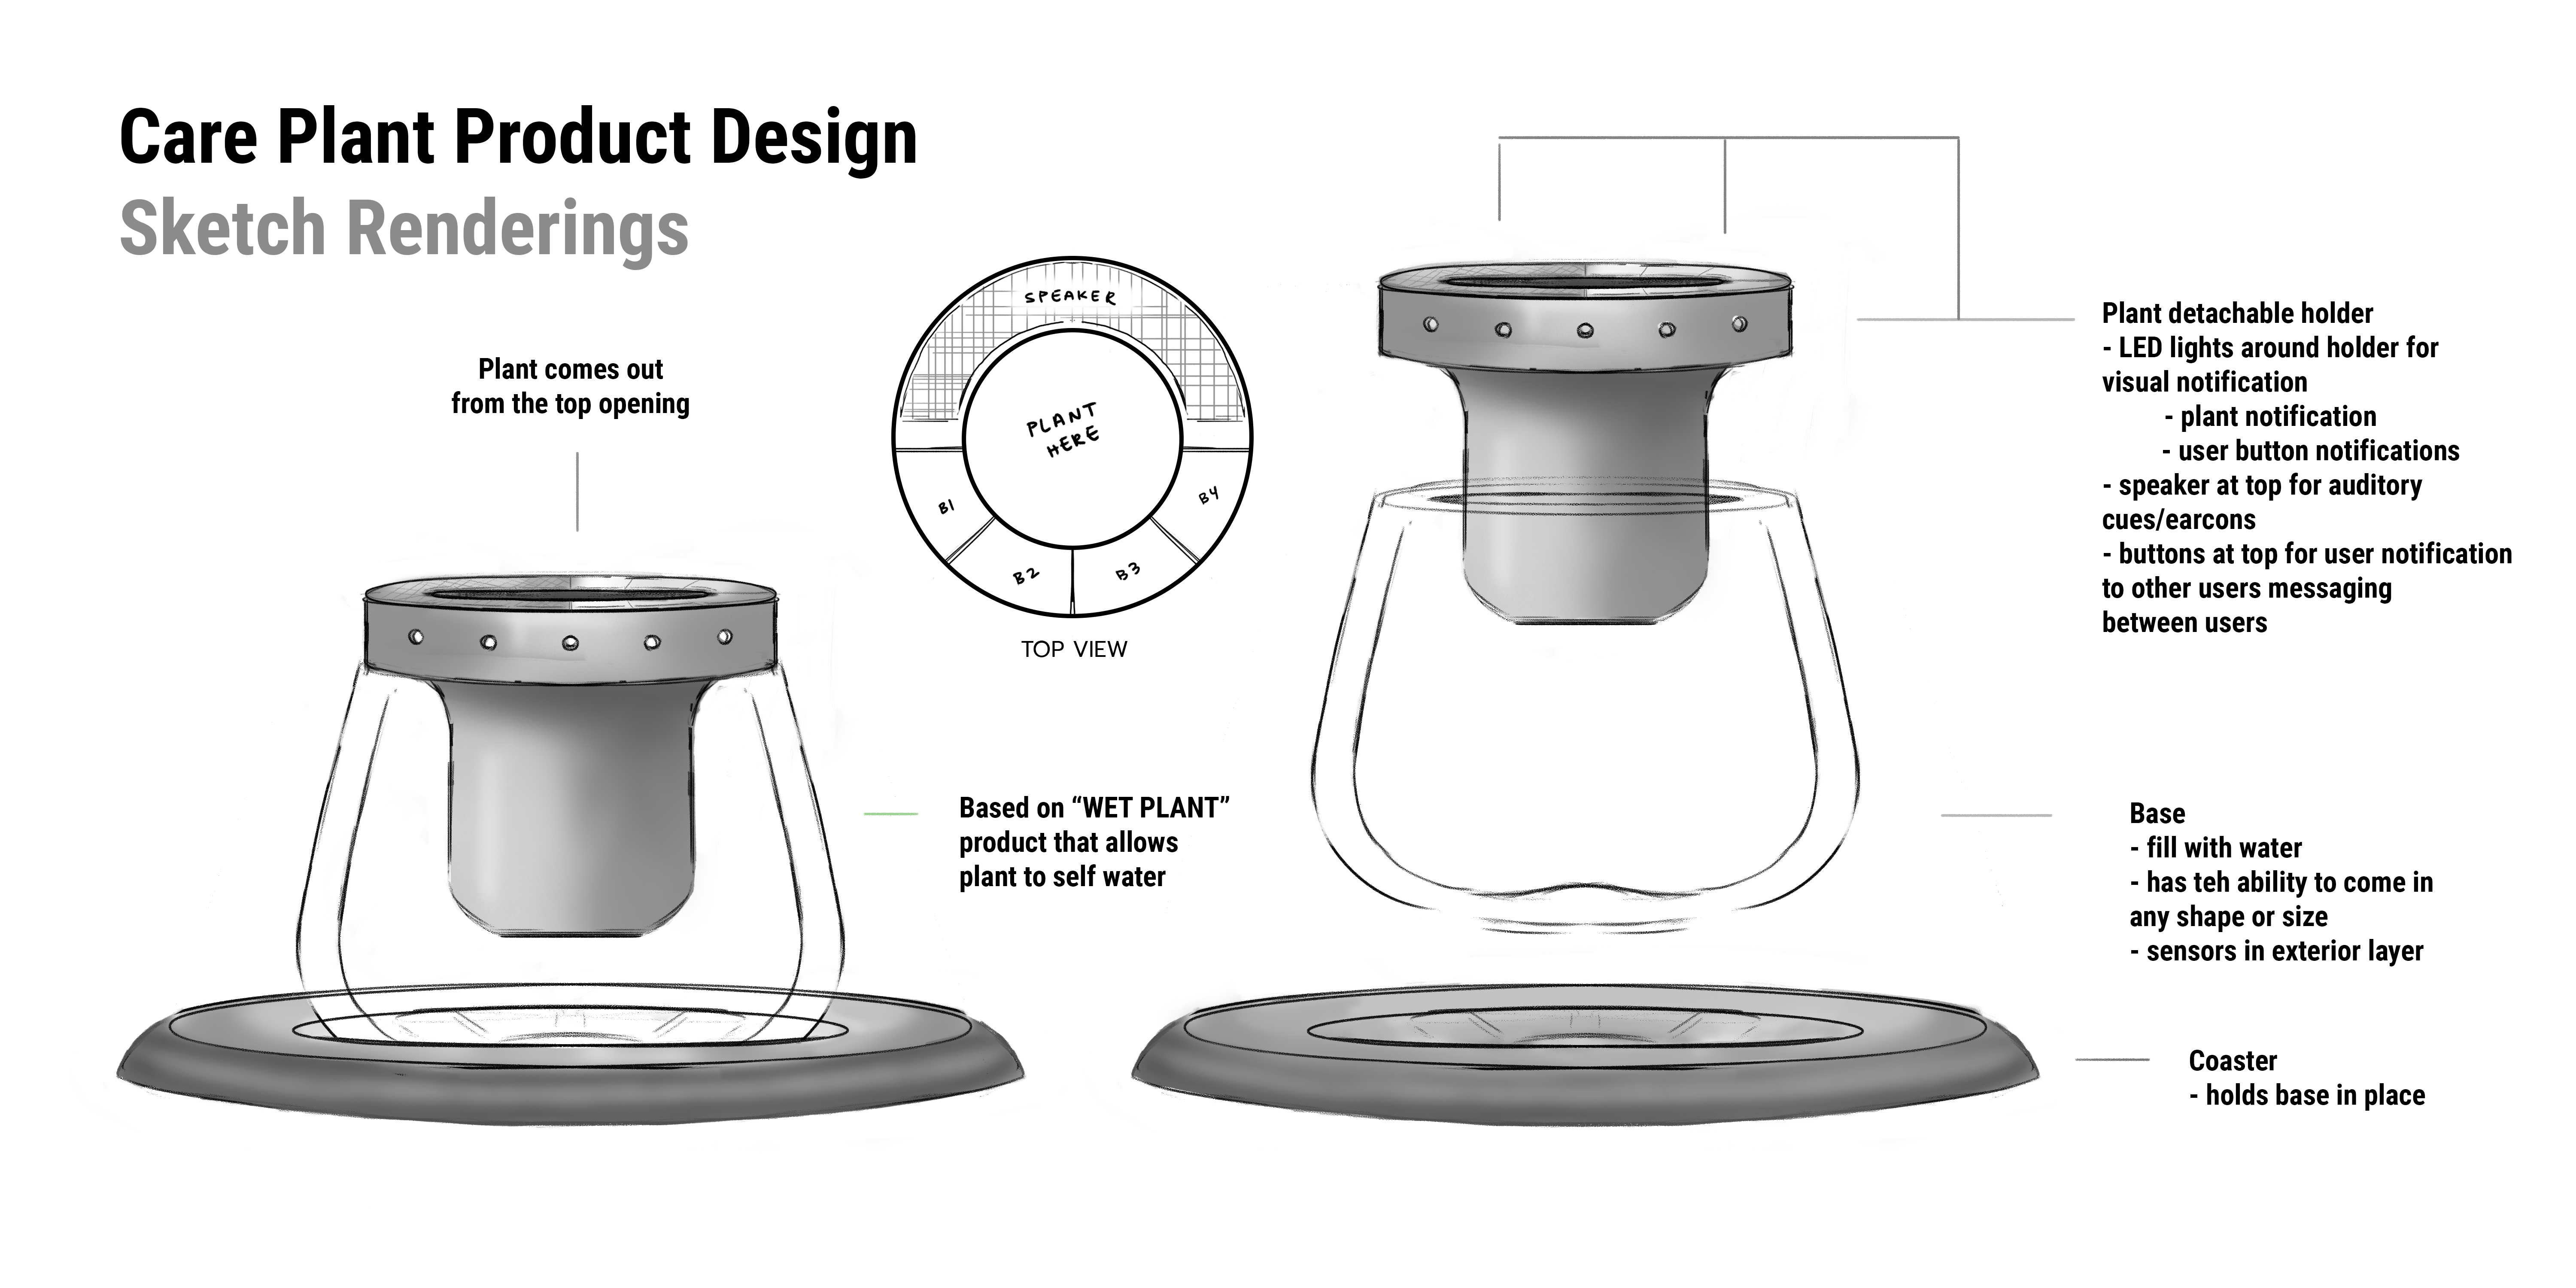 Care Plant Product Design
Sketch Renderings
Plant comes out
from the top opening
SPEAKER
PLANT
HERE
B1
B2
B3
B4
TOP VIEW
Based on “WET PLANT”
product that allows
plant to self water
Plant detachable holder
- LED lights around holder for
visual notification
- plant notification
- user button notifications
- speaker at top for auditory
cues/earcons
- buttons at top for user notification
to other users messaging
between users
Base
- fill with water
- has teh ability to come in
any shape or size
- sensors in exterior layer
Coaster
- holds base in place